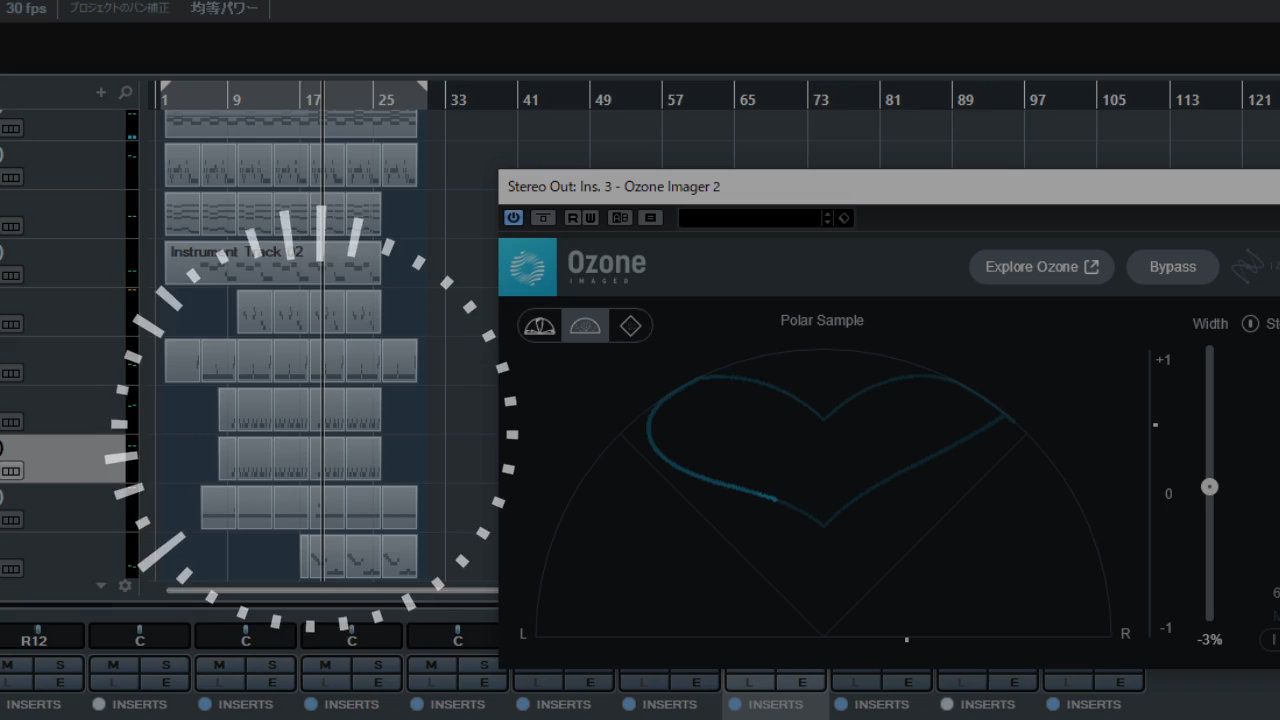 30 fps プロジェクトのパン補正 均等パワー
1 9 17 25 33 41 49 57 65 73 81 89 97 105 113 121
Stereo Out: Ins. 3 - Ozone Imager 2
R W
Instrument Track 02
Ozone
IMAGER
Explore Ozone
Bypass
Polar Sample
Width
St
+1
0
-1
-3%
L
R
R12 C C C C
M S M S M S M S M S
L E L E L E L E L E L E L E L E L E L E L E
INSERTS INSERTS INSERTS INSERTS INSERTS INSERTS INSERTS INSERTS INSERTS INSERTS INSERTS